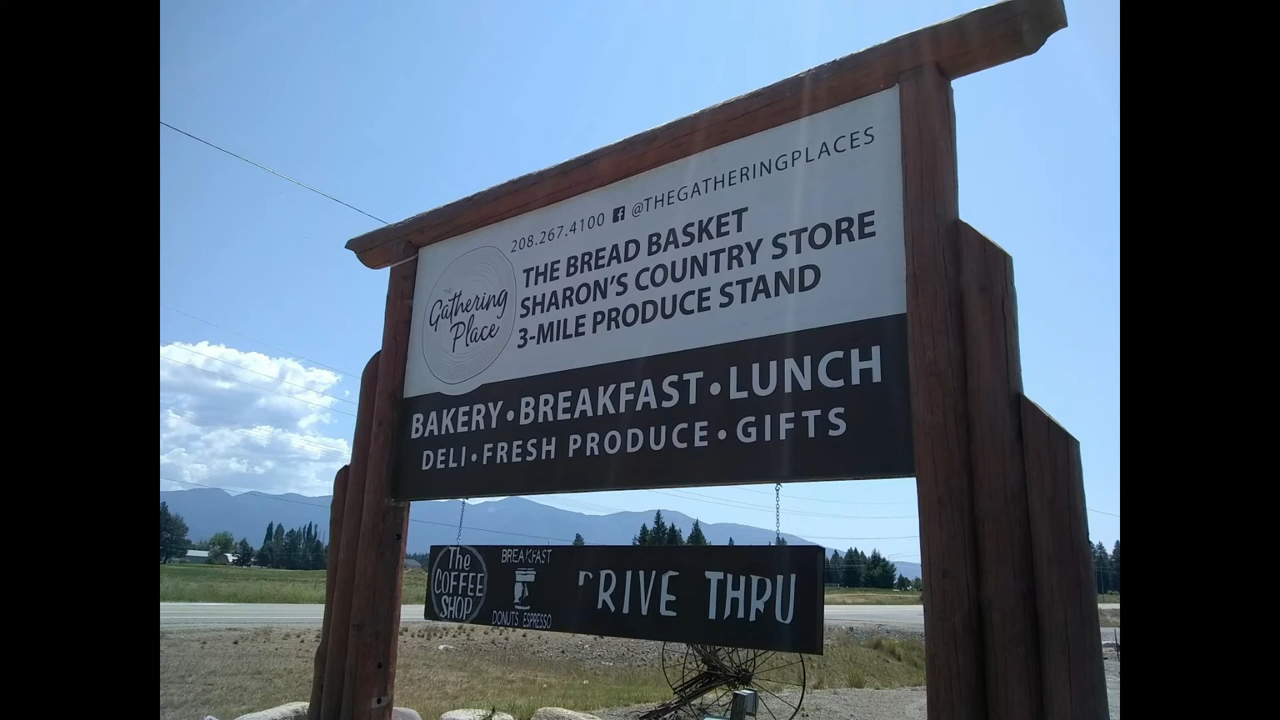 208.267.4100 f @THEGATHERINGPLACES
THE
Gathering
Place
THE BREAD BASKET
SHARON'S COUNTRY STORE
3-MILE PRODUCE STAND
BAKERY•BREAKFAST•LUNCH
DELI•FRESH PRODUCE•GIFTS
The
COFFEE
SHOP
BREAKFAST
DONUTS ESPRESSO
DRIVE THRU